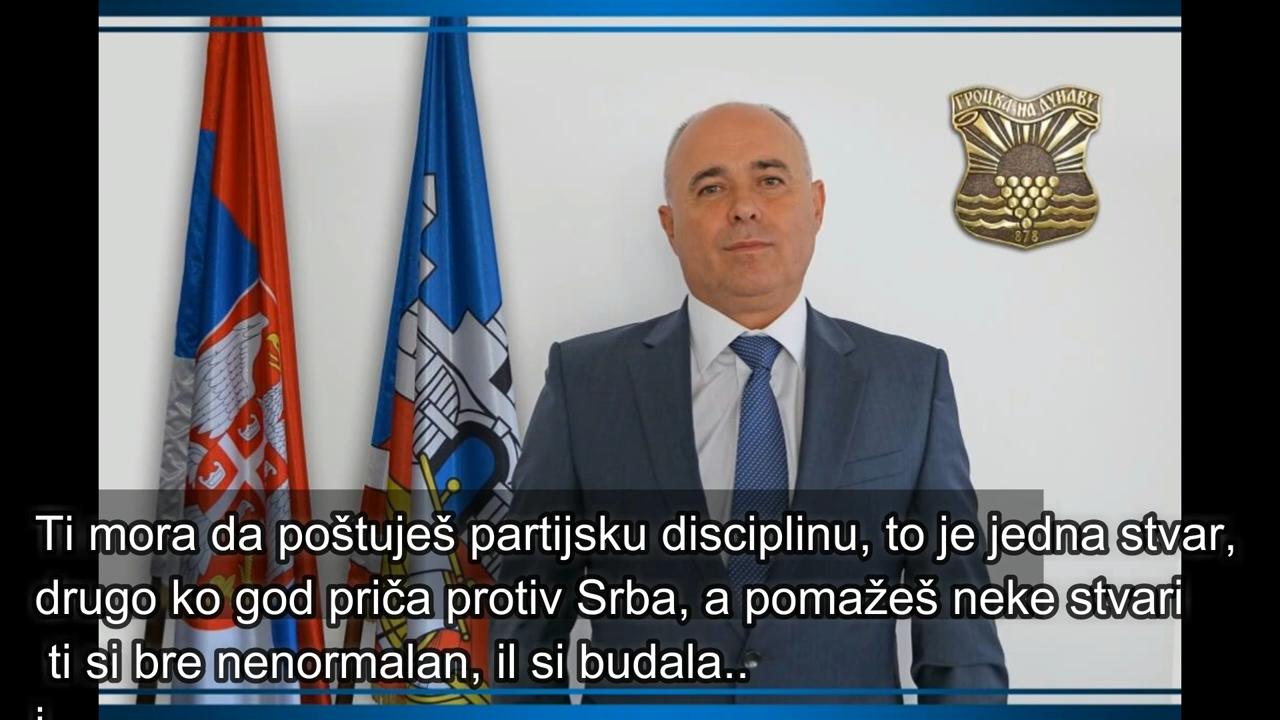 ГРОЦКА НА ДУНАВУ
878
Ti mora da poštuješ partijsku disciplinu, to je jedna stvar,
drugo ko god priča protiv Srba, a pomažeš neke stvari
ti si bre nenormalan, il si budala..